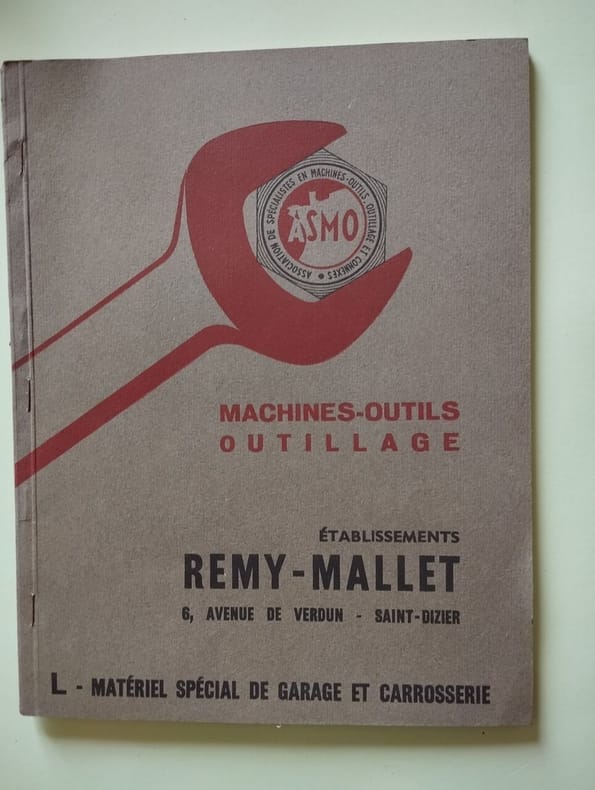 ASSOCIATION DE SPÉCIALISTES EN MACHINES-OUTILS, OUTILLAGE ET CONNEXES
ASMO
MACHINES-OUTILS
OUTILLAGE
ÉTABLISSEMENTS
REMY-MALLET
6, AVENUE DE VERDUN - SAINT-DIZIER
L - MATÉRIEL SPÉCIAL DE GARAGE ET CARROSSERIE